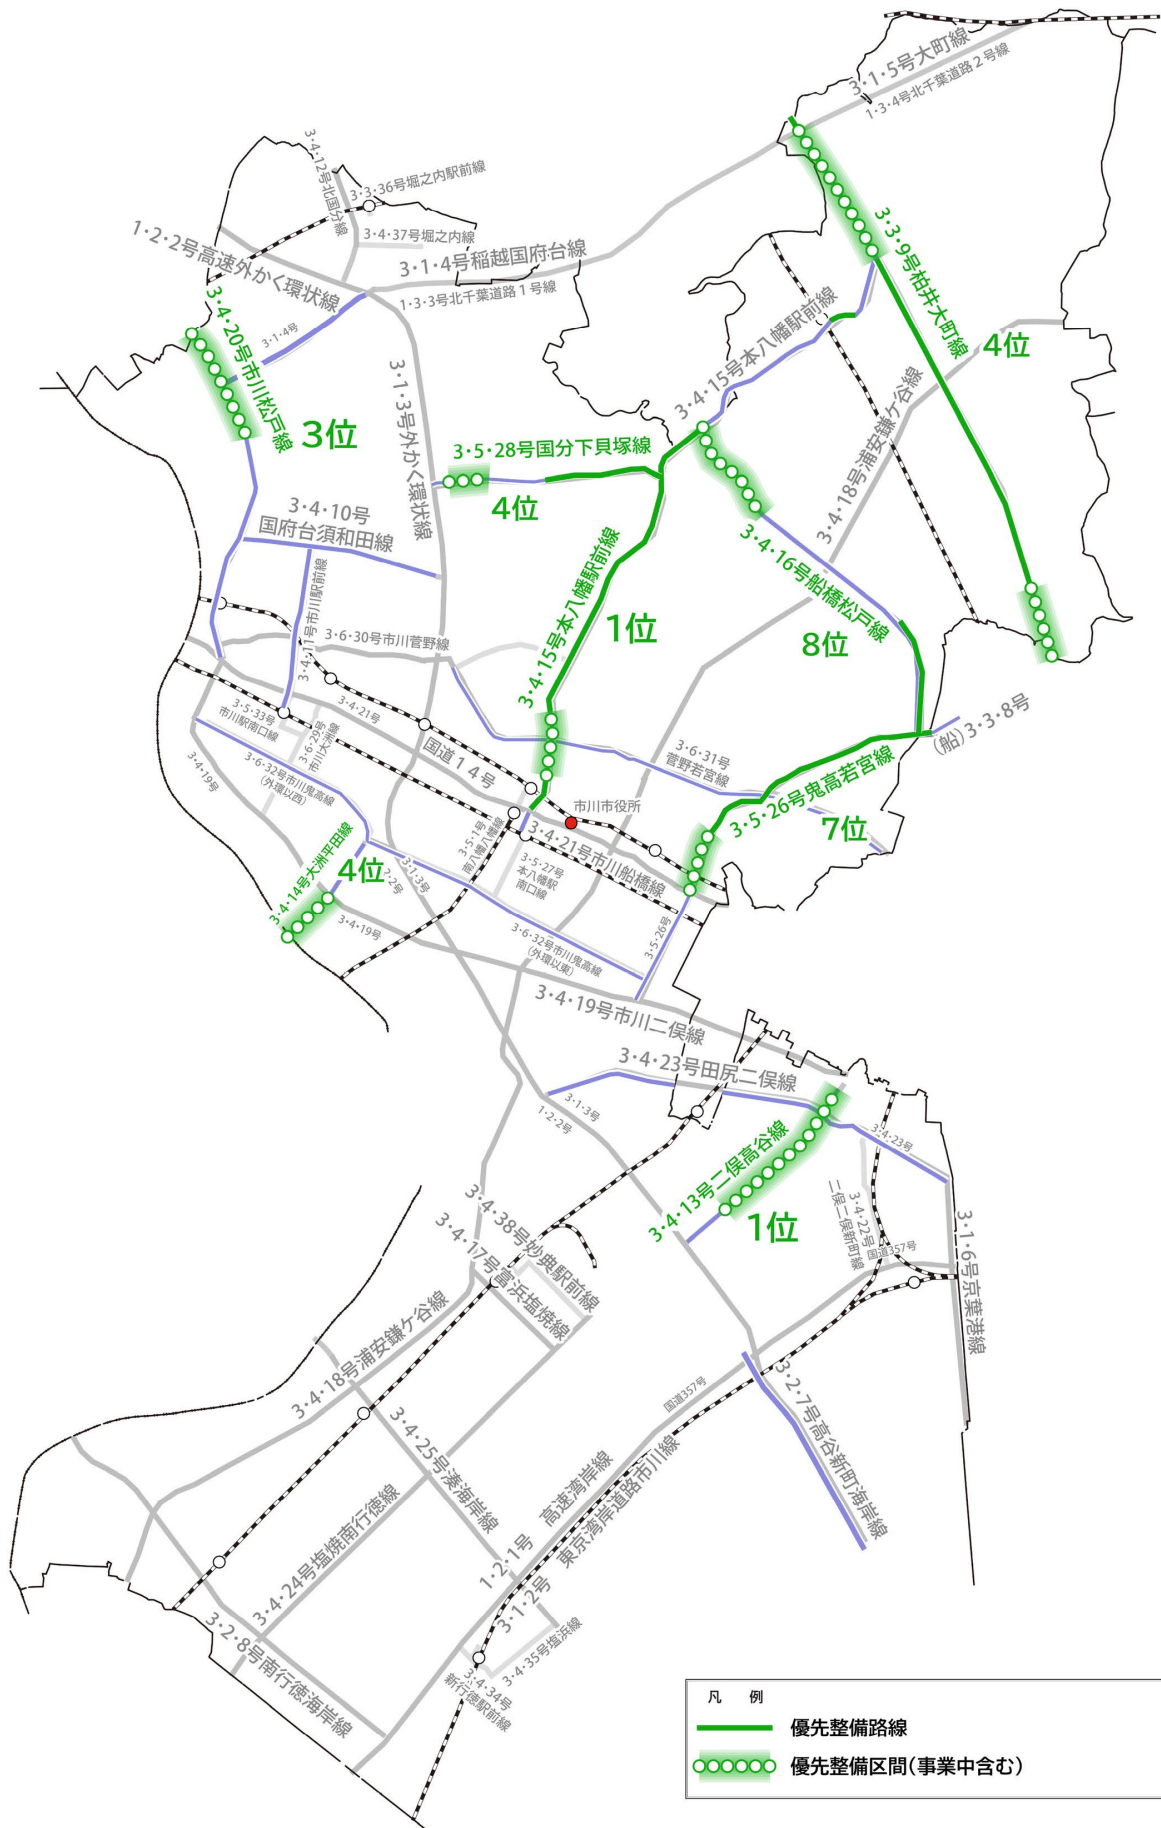 3・1・5号大町線
1・3・4号北千葉道路2号線
3・4・12号北国分線
3・3・36号堀之内駅前線
3・4・37号堀之内線
1・2・2号高速外かく環状線
3・1・4号稲越国府台線
1・3・3号北千葉道路1号線
3・1・4号
3・4・20号市川松戸線
3位
3・1・3号外かく環状線
3・4・15号本八幡駅前線
3・3・9号柏井大町線
4位
3・4・18号浦安鎌ケ谷線
3・5・28号国分下貝塚線
4位
3・4・10号
国府台須和田線
3・4・11号市川駅前線
3・4・15号本八幡駅前線
1位
3・4・16号船橋松戸線
8位
3・6・30号市川菅野線
3・4・21号
3・5・33号
市川駅南口線
3・6・29号
市川大洲線
3・4・19号
3・6・32号市川鬼高線
(外環以西)
国道14号
市川市役所
3・6・31号
菅野若宮線
3・5・26号鬼高若宮線
7位
(船)3・3・8号
3・4・21号市川船橋線
3・5・1号
南八幡八幡線
3・5・27号
本八幡駅
南口線
3・4・14号大洲平田線
4位
2・2号
3・1・3号
3・4・19号
3・6・32号市川鬼高線
(外環以東)
3・5・26号
3・4・19号市川二俣線
3・4・23号田尻二俣線
3・1・3号
1・2・2号
3・4・13号二俣高谷線
1位
3・4・23号
3・4・22号
二俣二俣新町線
国道357号
3・1・6号京葉港線
3・4・38号妙典駅前線
3・4・17号富浜塩焼線
3・4・18号浦安鎌ケ谷線
3・4・25号湊海岸線
国道357号
3・2・7号高谷新町海岸線
高速湾岸線
1・2・1号
東京湾岸道路市川線
3・1・2号
3・4・24号塩焼南行徳線
3・2・8号南行徳海岸線
3・4・35号塩浜線
3・4・34号
新行徳駅前線
凡 例
優先整備路線
優先整備区間(事業中含む)